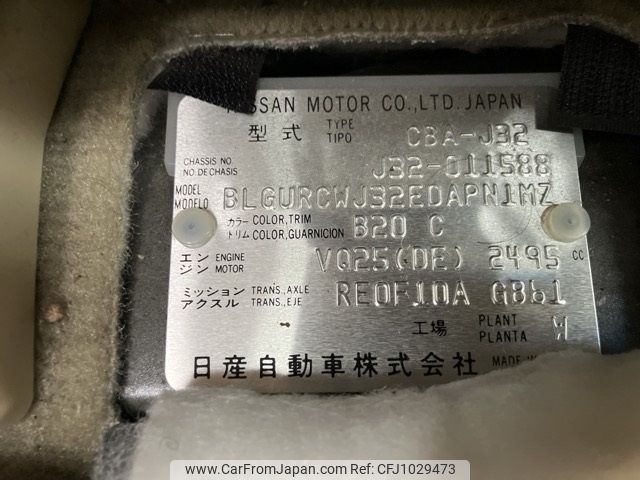 NISSAN MOTOR CO.,LTD.JAPAN
型式 TYPE TIPO CBA-J32
CHASSIS NO. NO.DE CHASIS J32-011588
MODEL MODELO BLGURCWJ32EDAPN1MZ
カラー COLOR,TRIM
トリム COLOR,GUARNICION B20 C
エンジン ENGINE MOTOR VQ25(DE) 2495 cc
ミッション TRANS.,AXLE
アクスル TRANS.,EJE RE0F10A GB61
工場 PLANT PLANTA W
日産自動車株式会社 MADE
www.CarFromJapan.com | Photo ID: CFJ1029473